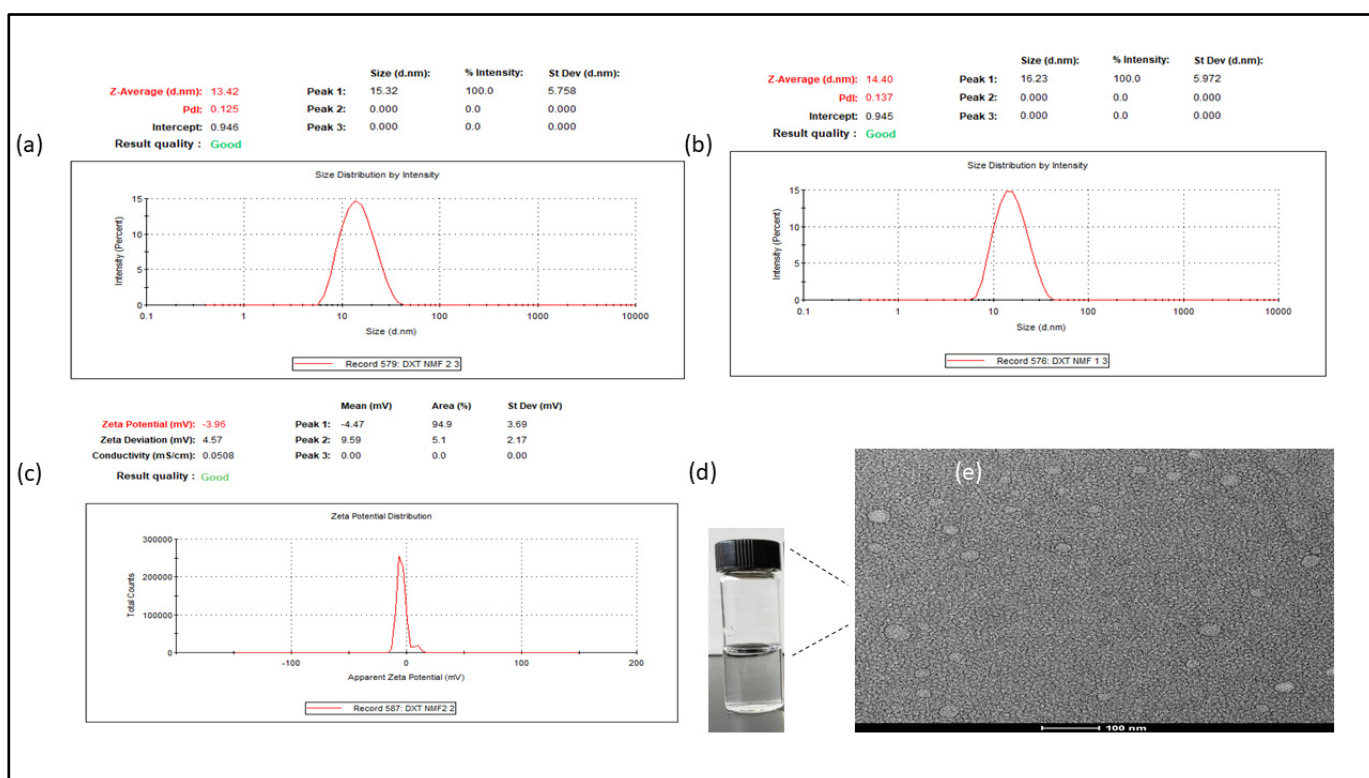 (a)
Size (d.nm): % Intensity: St Dev (d.nm):
Z-Average (d.nm): 13.42 Peak 1: 15.32 100.0 5.758
PdI: 0.125 Peak 2: 0.000 0.0 0.000
Intercept: 0.946 Peak 3: 0.000 0.0 0.000
Result quality : Good
Size Distribution by Intensity
Intensity (Percent)
15
10
5
0
0.1 1 10 100 1000 10000
Size (d.nm)
Record 579: DXT NMF 2 3
(b)
Size (d.nm): % Intensity: St Dev (d.nm):
Z-Average (d.nm): 14.40 Peak 1: 16.23 100.0 5.972
PdI: 0.137 Peak 2: 0.000 0.0 0.000
Intercept: 0.945 Peak 3: 0.000 0.0 0.000
Result quality : Good
Size Distribution by Intensity
Intensity (Percent)
15
10
5
0
0.1 1 10 100 1000 10000
Size (d.nm)
Record 576: DXT NMF 1 3
(c)
Mean (mV) Area (%) St Dev (mV)
Zeta Potential (mV): -3.96 Peak 1: -4.47 94.9 3.69
Zeta Deviation (mV): 4.57 Peak 2: 9.59 5.1 2.17
Conductivity (mS/cm): 0.0508 Peak 3: 0.00 0.0 0.00
Result quality : Good
Zeta Potential Distribution
Total Counts
300000
200000
100000
0
-100 0 100 200
Apparent Zeta Potential (mV)
Record 587: DXT NMF2 2
(d)
(e)
100 nm